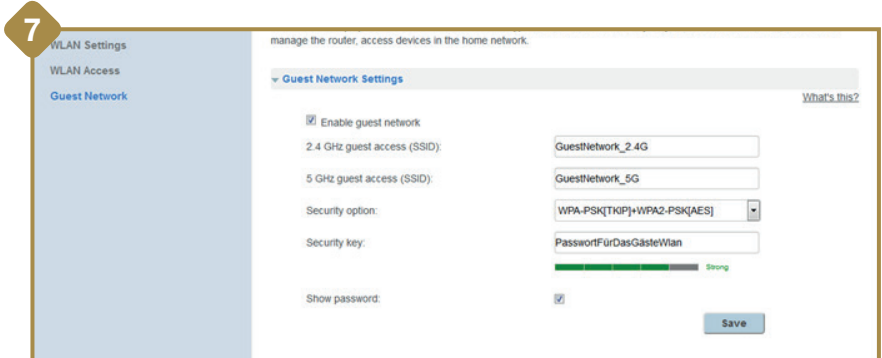 7
WLAN Settings
manage the router, access devices in the home network.
WLAN Access
Guest Network
Guest Network Settings
What's this?
Enable guest network
2.4 GHz guest access (SSID): GuestNetwork_2.4G
5 GHz guest access (SSID): GuestNetwork_5G
Security option: WPA-PSK[TKIP]+WPA2-PSK[AES]
Security key: PasswortFürDasGästeWlan
Strong
Show password:
Save